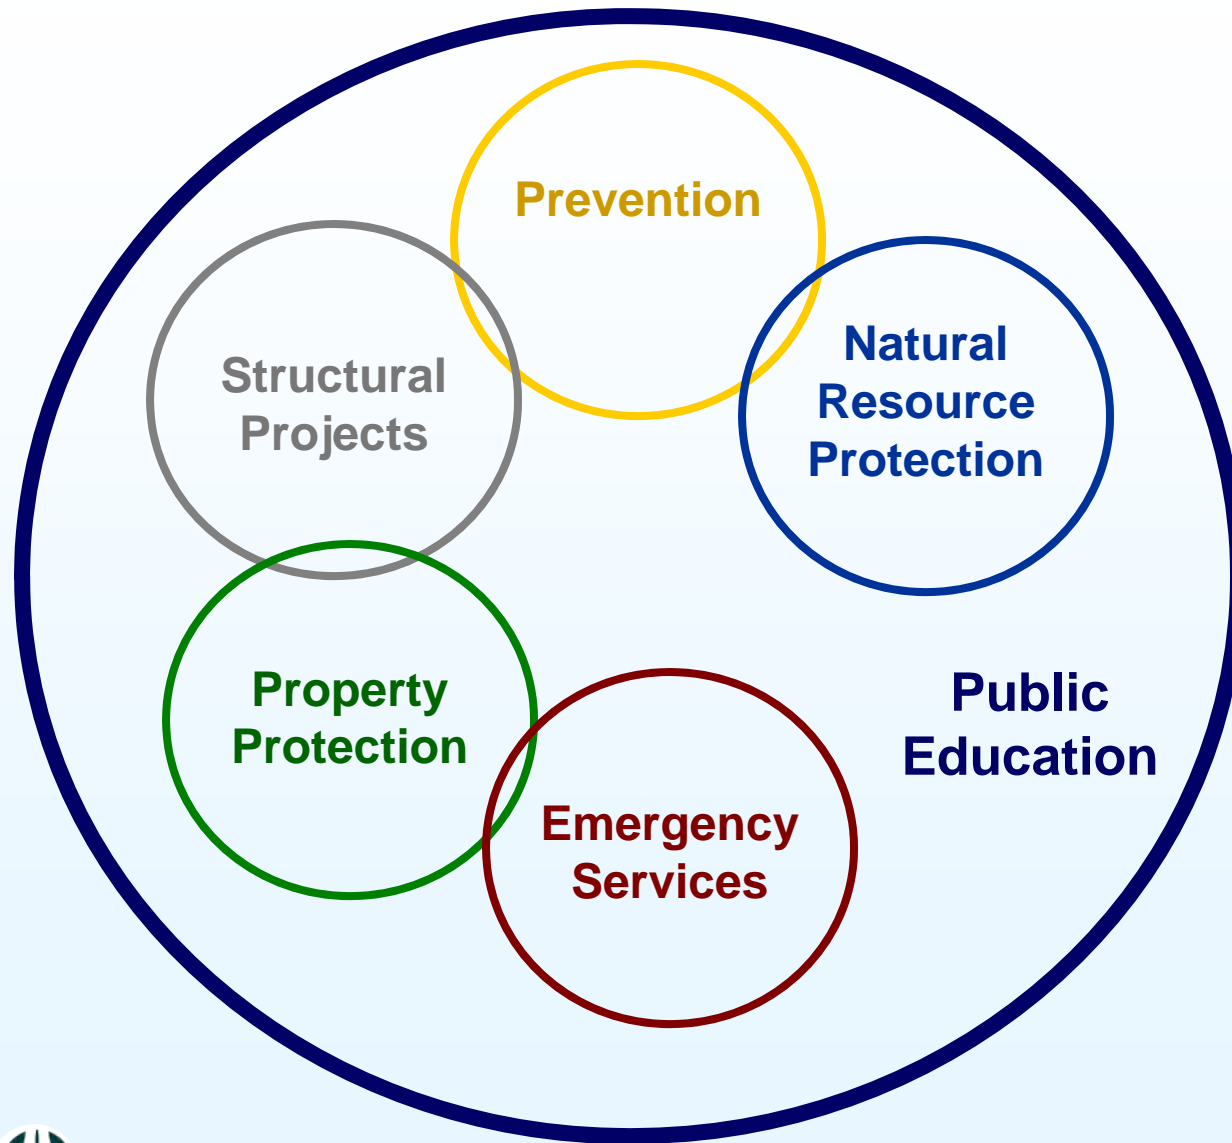 Prevention
Structural
Projects
Natural
Resource
Protection
Property
Protection
Public
Education
Emergency
Services